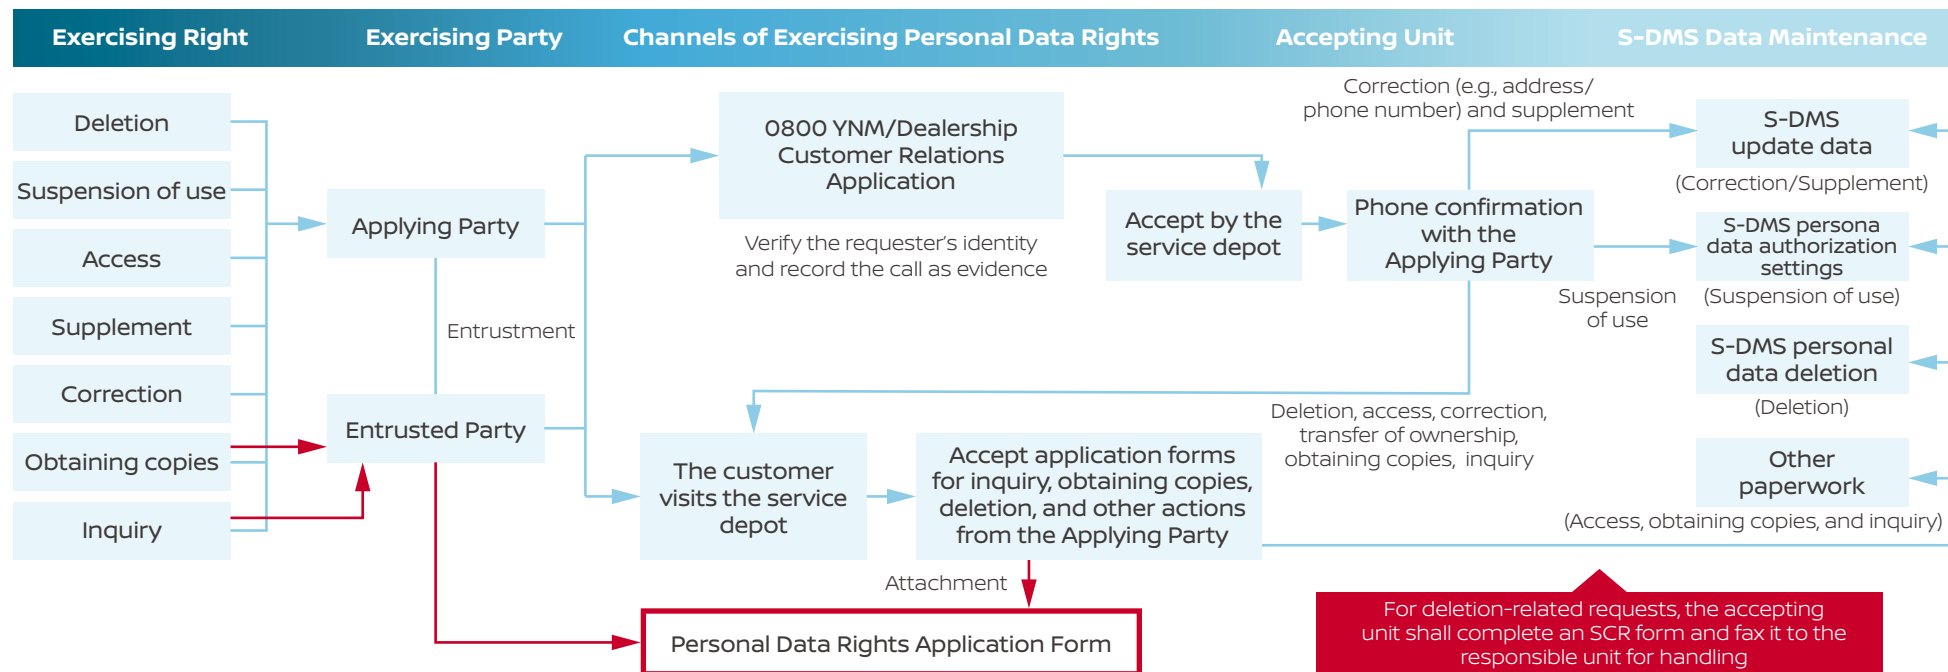 Exercising Right
Exercising Party
Channels of Exercising Personal Data Rights
Accepting Unit
S-DMS Data Maintenance
Deletion
Suspension of use
Access
Supplement
Correction
Obtaining copies
Inquiry
Applying Party
Entrustment
Entrusted Party
0800 YNM/Dealership
Customer Relations
Application
Verify the requester's identity
and record the call as evidence
The customer
visits the service
depot
Accept application forms
for inquiry, obtaining copies,
deletion, and other actions
from the Applying Party
Attachment
Personal Data Rights Application Form
Accept by the
service depot
Phone confirmation
with the
Applying Party
Correction (e.g., address/
phone number) and supplement
Suspension
of use
Deletion, access, correction,
transfer of ownership,
obtaining copies, inquiry
S-DMS
update data
(Correction/Supplement)
S-DMS persona
data authorization
settings
(Suspension of use)
S-DMS personal
data deletion
(Deletion)
Other
paperwork
(Access, obtaining copies, and inquiry)
For deletion-related requests, the accepting
unit shall complete an SCR form and fax it to the
responsible unit for handling